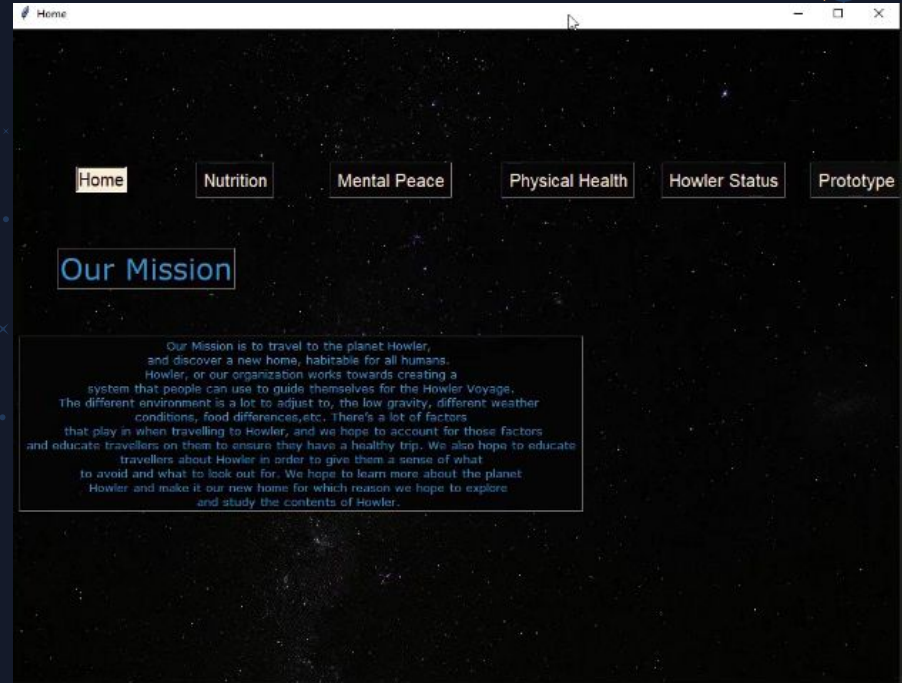 Home
Home Nutrition Mental Peace Physical Health Howler Status Prototype
Our Mission
Our Mission is to travel to the planet Howler,
and discover a new home, habitable for all humans.
Howler, or our organization works towards creating a
system that people can use to guide themselves for the Howler Voyage.
The different environment is a lot to adjust to, the low gravity, different weather
conditions, food differences,etc. There's a lot of factors
that play in when travelling to Howler, and we hope to account for those factors
and educate travellers on them to ensure they have a healthy trip. We also hope to educate
travellers about Howler in order to give them a sense of what
to avoid and what to look out for. We hope to learn more about the planet
Howler and make it our new home for which reason we hope to explore
and study the contents of Howler.